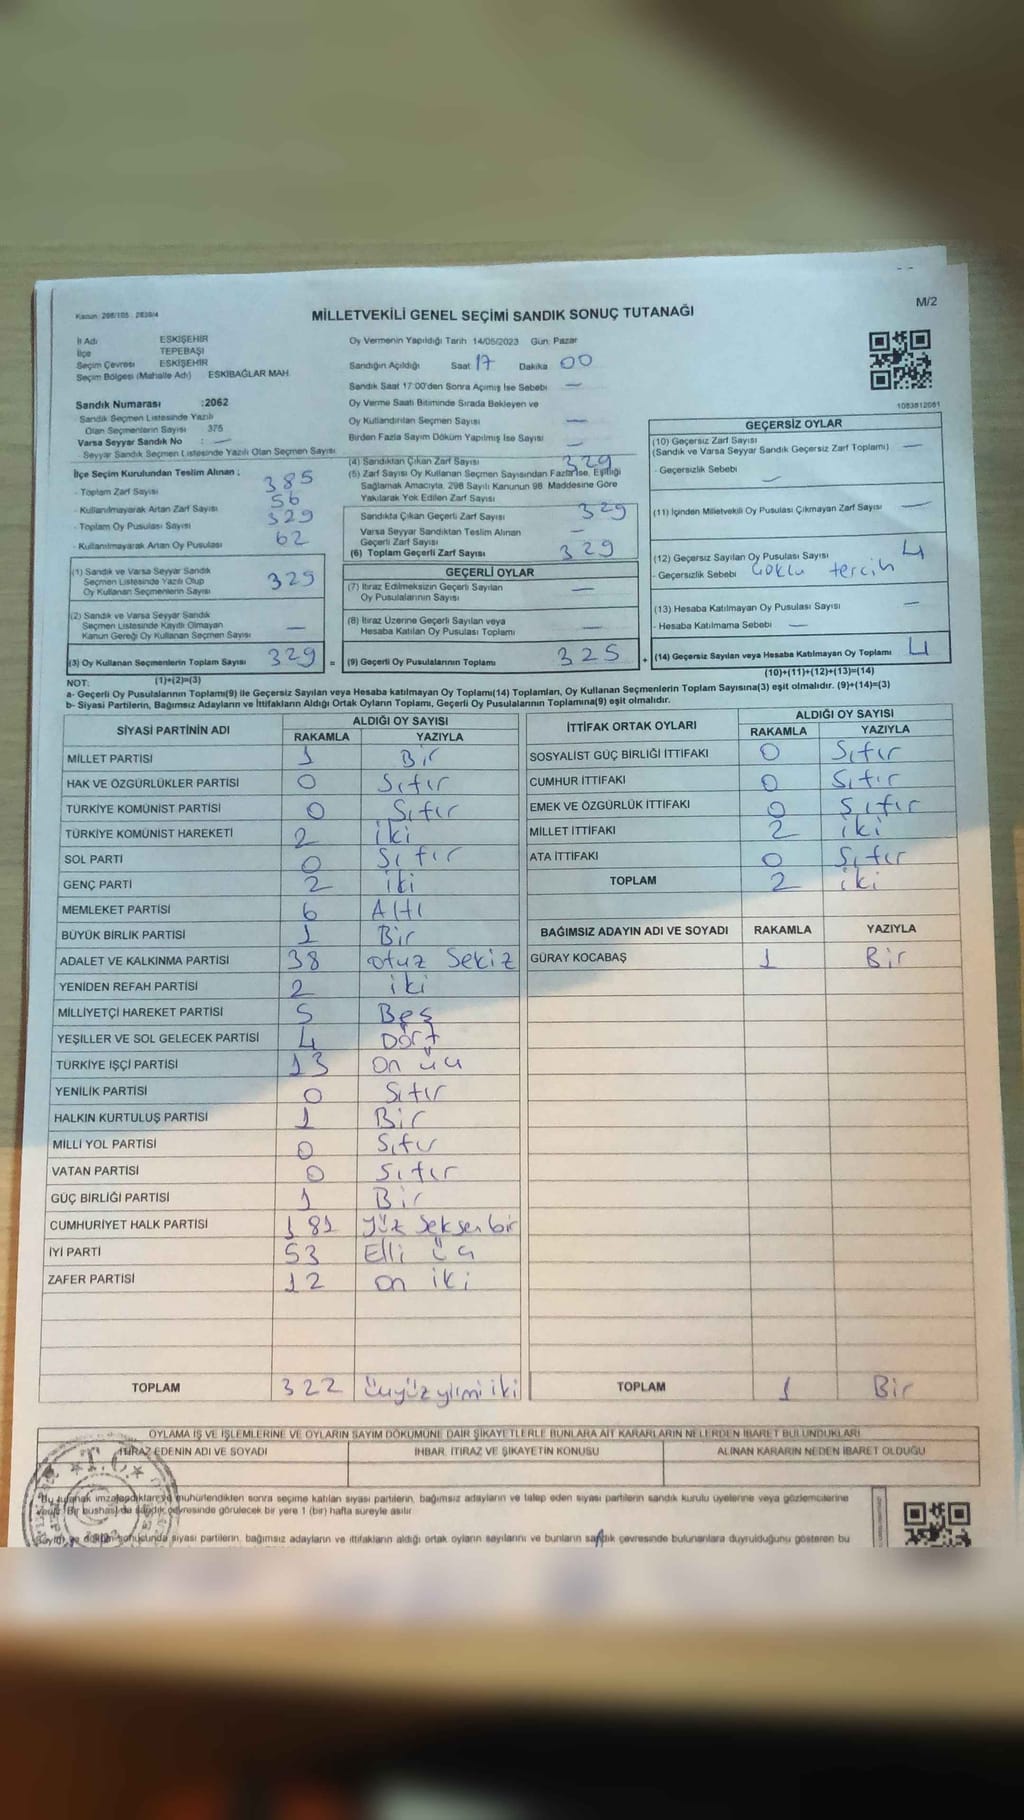 M/2
Kanun: 298/105 2839/4
MİLLETVEKİLİ GENEL SEÇİMİ SANDIK SONUÇ TUTANAĞI
İl Adı ESKİŞEHİR
İlçe TEPEBAŞI
Seçim Çevresi ESKİŞEHİR
Seçim Bölgesi (Mahalle Adı) ESKİBAĞLAR MAH.
Sandık Numarası :2062
Sandık Seçmen Listesinde Yazılı
Olan Seçmenlerin Sayısı 375
Varsa Seyyar Sandık No : —
Seyyar Sandık Seçmen Listesinde Yazılı Olan Seçmen Sayısı
İlçe Seçim Kurulundan Teslim Alınan ;
- Toplam Zarf Sayısı 385
- Kullanılmayarak Artan Zarf Sayısı 56
- Toplam Oy Pusulası Sayısı 329
- Kullanılmayarak Artan Oy Pusulası 62
(1) Sandık ve Varsa Seyyar Sandık
Seçmen Listesinde Yazılı Olup
Oy Kullanan Seçmenlerin Sayısı 329
(2) Sandık ve Varsa Seyyar Sandık
Seçmen Listesinde Kayıtlı Olmayan
Kanun Gereği Oy Kullanan Seçmen Sayısı —
(3) Oy Kullanan Seçmenlerin Toplam Sayısı 329 =
(1)+(2)=(3)
Oy Vermenin Yapıldığı Tarih 14/05/2023 Gün: Pazar
Sandığın Açıldığı Saat 17 Dakika 00
Sandık Saat 17:00'den Sonra Açılmış İse Sebebi —
Oy Verme Saati Bitiminde Sırada Bekleyen ve
Oy Kullandırılan Seçmen Sayısı —
Birden Fazla Sayım Döküm Yapılmış İse Sayısı —
(4) Sandıktan Çıkan Zarf Sayısı 329
(5) Zarf Sayısı Oy Kullanan Seçmen Sayısından Fazla İse, Eşitliği
Sağlamak Amacıyla, 298 Sayılı Kanunun 98. Maddesine Göre
Yakılarak Yok Edilen Zarf Sayısı
Sandıkta Çıkan Geçerli Zarf Sayısı 329
Varsa Seyyar Sandıktan Teslim Alınan
Geçerli Zarf Sayısı —
(6) Toplam Geçerli Zarf Sayısı 329
GEÇERLİ OYLAR
(7) İtiraz Edilmeksizin Geçerli Sayılan
Oy Pusulalarının Sayısı —
(8) İtiraz Üzerine Geçerli Sayılan veya
Hesaba Katılan Oy Pusulası Toplamı —
(9) Geçerli Oy Pusulalarının Toplamı 325 +
1083812061
GEÇERSİZ OYLAR
(10) Geçersiz Zarf Sayısı
(Sandık ve Varsa Seyyar Sandık Geçersiz Zarf Toplamı) —
- Geçersizlik Sebebi —
(11) İçinden Milletvekili Oy Pusulası Çıkmayan Zarf Sayısı —
(12) Geçersiz Sayılan Oy Pusulası Sayısı 4
- Geçersizlik Sebebi Çoklu tercih
(13) Hesaba Katılmayan Oy Pusulası Sayısı —
- Hesaba Katılmama Sebebi —
(14) Geçersiz Sayılan veya Hesaba Katılmayan Oy Toplamı 4
(10)+(11)+(12)+(13)=(14)
NOT:
a- Geçerli Oy Pusulalarının Toplamı(9) ile Geçersiz Sayılan veya Hesaba katılmayan Oy Toplamı(14) Toplamları, Oy Kullanan Seçmenlerin Toplam Sayısına(3) eşit olmalıdır. (9)+(14)=(3)
b- Siyasi Partilerin, Bağımsız Adayların ve İttifakların Aldığı Ortak Oyların Toplamı, Geçerli Oy Pusulalarının Toplamına(9) eşit olmalıdır.
SİYASİ PARTİNİN ADI ALDIĞI OY SAYISI
RAKAMLA YAZIYLA
MİLLET PARTİSİ 1 Bir
HAK VE ÖZGÜRLÜKLER PARTİSİ 0 Sıfır
TÜRKİYE KOMÜNİST PARTİSİ 0 Sıfır
TÜRKİYE KOMÜNİST HAREKETİ 2 iki
SOL PARTİ 0 Sıfır
GENÇ PARTİ 2 iki
MEMLEKET PARTİSİ 6 Altı
BÜYÜK BİRLİK PARTİSİ 1 Bir
ADALET VE KALKINMA PARTİSİ 38 otuz Sekiz
YENİDEN REFAH PARTİSİ 2 iki
MİLLİYETÇİ HAREKET PARTİSİ 5 Beş
YEŞİLLER VE SOL GELECEK PARTİSİ 4 Dört
TÜRKİYE İŞÇİ PARTİSİ 13 on üç
YENİLİK PARTİSİ 0 Sıfır
HALKIN KURTULUŞ PARTİSİ 1 Bir
MİLLİ YOL PARTİSİ 0 Sıfır
VATAN PARTİSİ 0 Sıfır
GÜÇ BİRLİĞİ PARTİSİ 1 Bir
CUMHURİYET HALK PARTİSİ 181 yüz seksen bir
İYİ PARTİ 53 Elli üç
ZAFER PARTİSİ 12 on iki
TOPLAM 322 üçyüz yirmi iki
İTTİFAK ORTAK OYLARI ALDIĞI OY SAYISI
RAKAMLA YAZIYLA
SOSYALİST GÜÇ BİRLİĞİ İTTİFAKI 0 Sıfır
CUMHUR İTTİFAKI 0 Sıfır
EMEK VE ÖZGÜRLÜK İTTİFAKI 0 Sıfır
MİLLET İTTİFAKI 2 iki
ATA İTTİFAKI 0 Sıfır
TOPLAM 2 iki
BAĞIMSIZ ADAYIN ADI VE SOYADI RAKAMLA YAZIYLA
GÜRAY KOCABAŞ 1 Bir
TOPLAM 1 Bir
OYLAMA İŞ VE İŞLEMLERİNE VE OYLARIN SAYIM DÖKÜMÜNE DAİR ŞİKAYETLERLE BUNLARA AİT KARARLARIN NELERDEN İBARET BULUNDUKLARI
İTİRAZ EDENİN ADI VE SOYADI İHBAR, İTİRAZ VE ŞİKAYETİN KONUSU ALINAN KARARIN NEDEN İBARET OLDUĞU
T.C.
Bu tutanak imzalandıktan ve mühürlendikten sonra seçime katılan siyasi partilerin, bağımsız adayların ve talep eden siyasi partilerin sandık kurulu üyelerine veya gözlemcilerine
verilir. Bir nushası da sandık çevresinde görülecek bir yere 1 (bir) hafta süreyle asılır.
siyasi partilerin, bağımsız adayların ve ittifakların aldığı ortak oyların sayılarını ve bunların sandık çevresinde bulunanlara duyrulduğunu gösteren bu